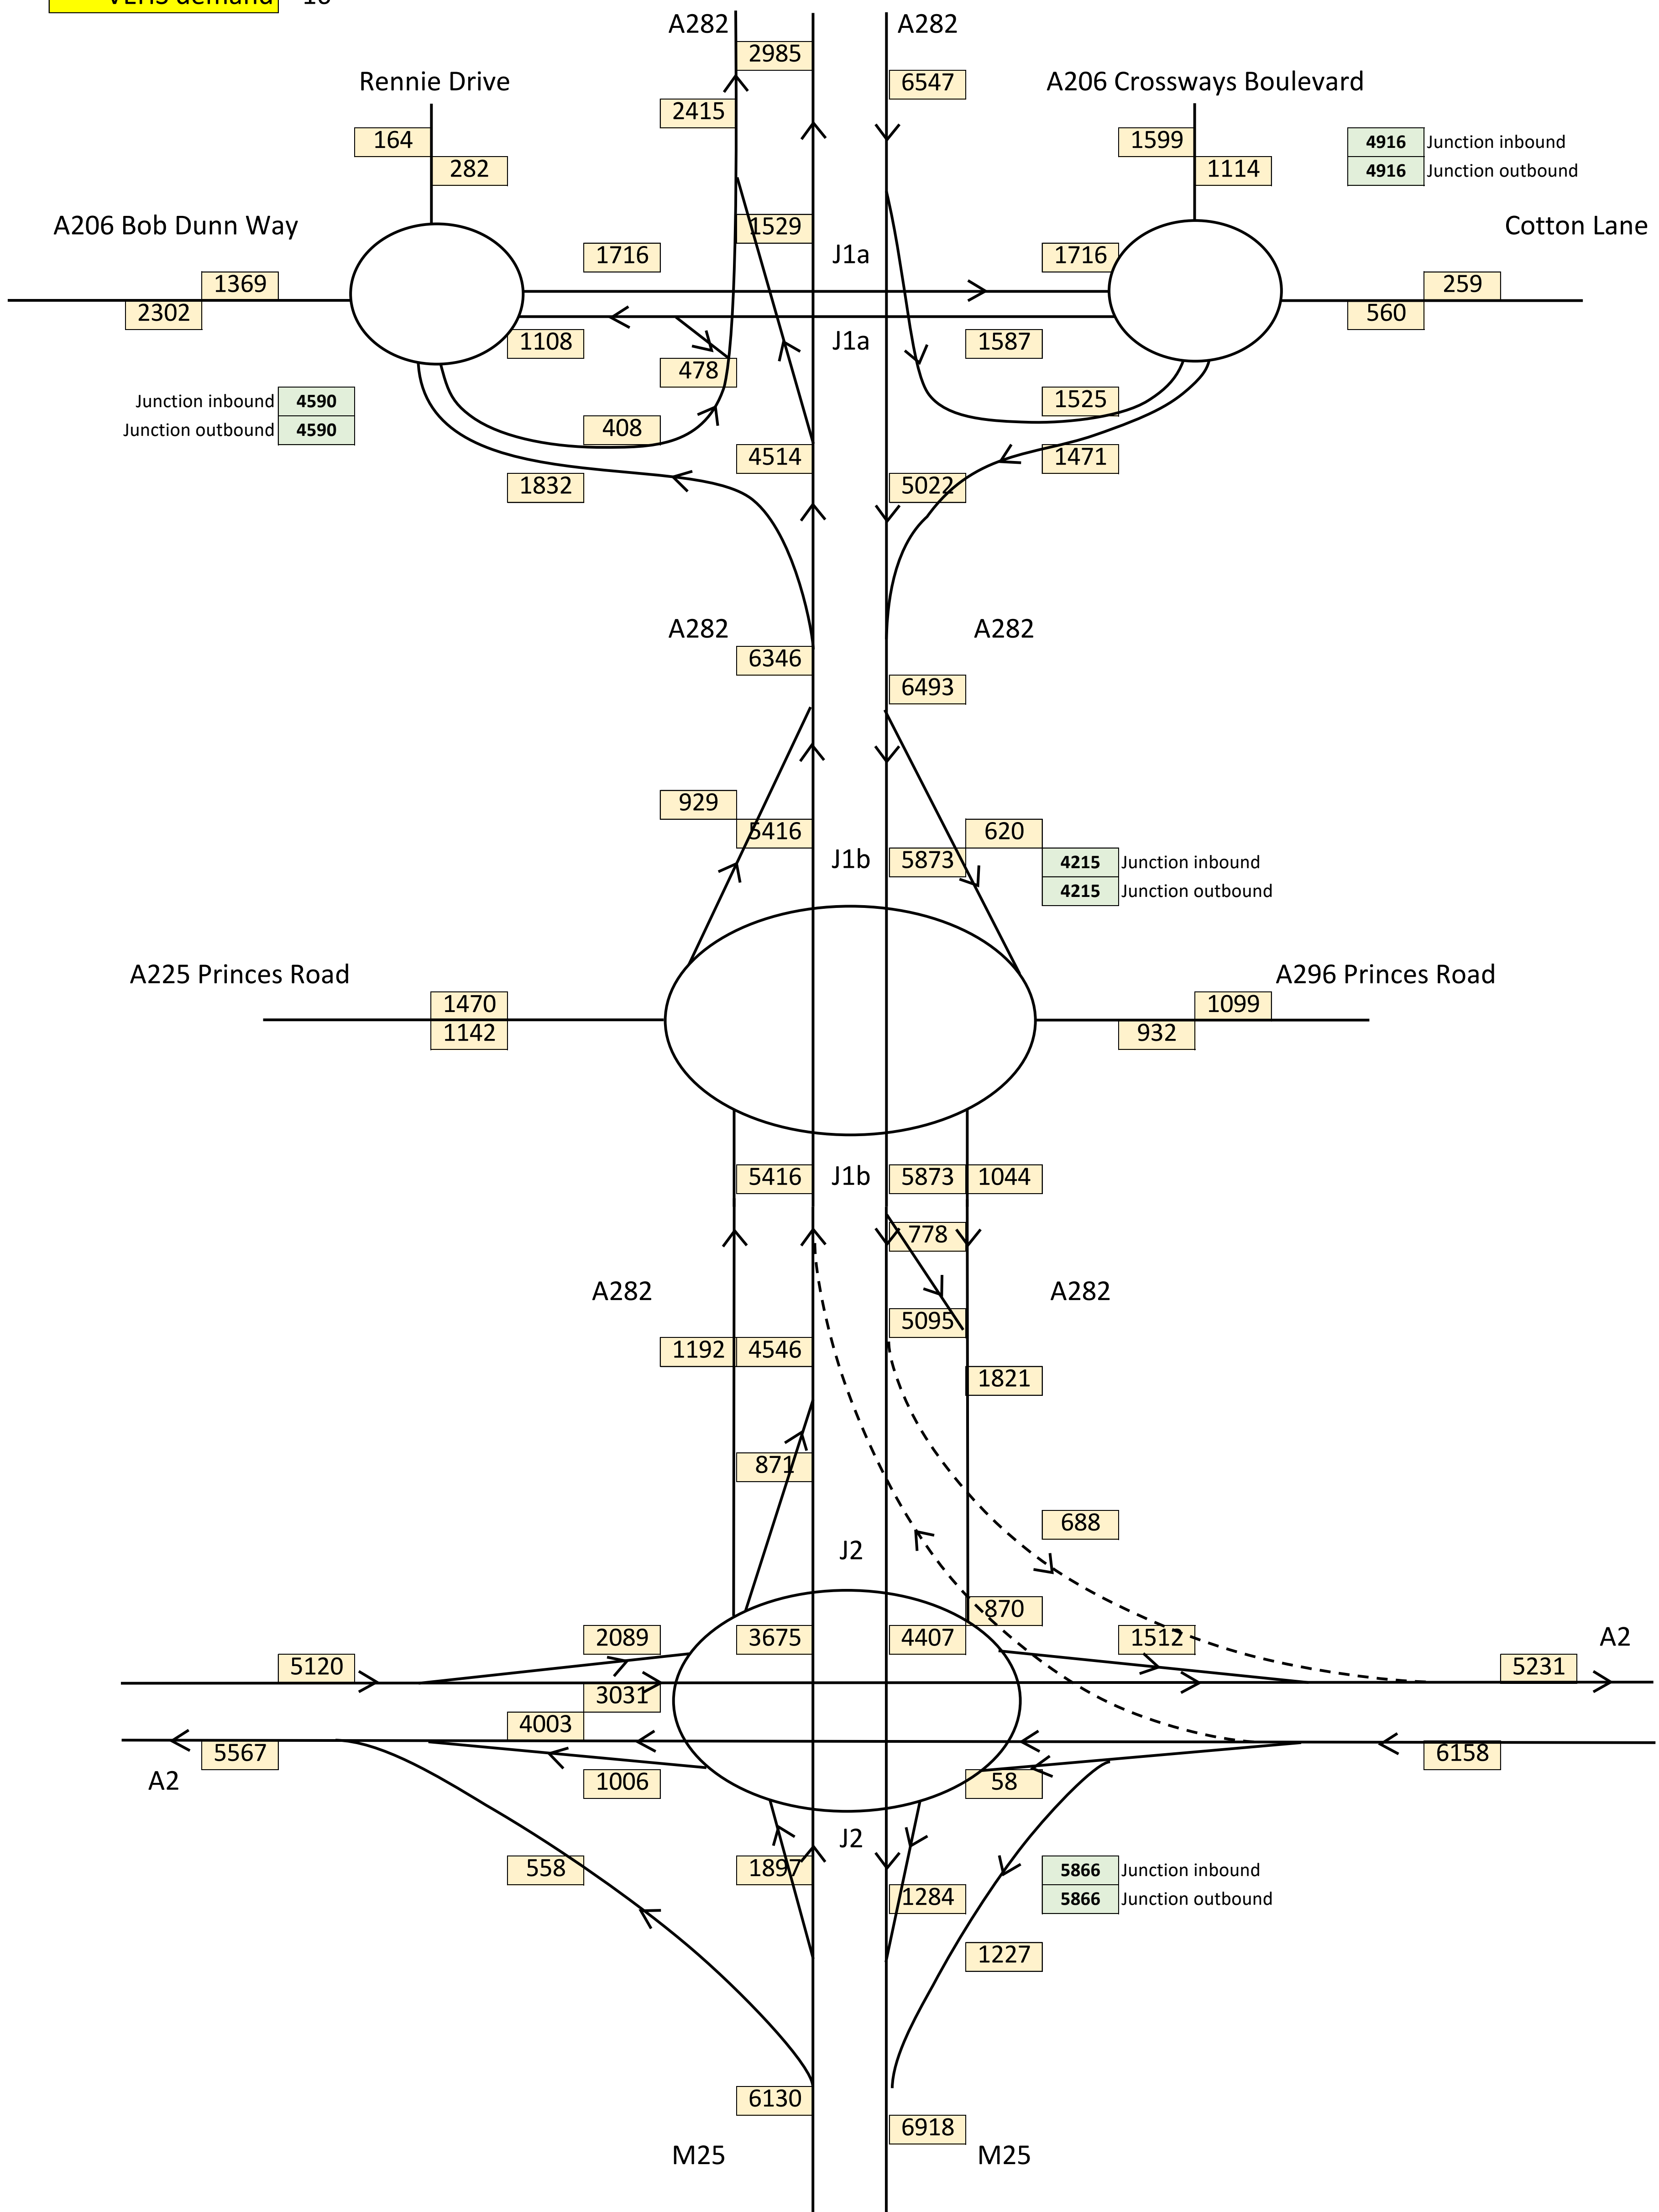 VEHS demand 16
A282 A282
2985
6547
Rennie Drive A206 Crossways Boulevard
2415
164 1599 4916 Junction inbound
282 1114 4916 Junction outbound
A206 Bob Dunn Way 1529 Cotton Lane
1716 J1a 1716
1369 259
2302 560
1108 J1a 1587
478
Junction inbound 4590 1525
Junction outbound 4590 408
4514 1471
1832 5022
A282 A282
6346
6493
929
5416 620
J1b 5873 4215 Junction inbound
4215 Junction outbound
A225 Princes Road A296 Princes Road
1470 1099
1142 932
5416 J1b 5873 1044
778
A282 A282
5095
1192 4546
1821
871
688
J2
870
2089 3675 4407 1512 A2
5120 5231
3031
4003
5567 6158
A2 1006 58
J2
558 1897 5866 Junction inbound
1284 5866 Junction outbound
1227
6130
6918
M25 M25